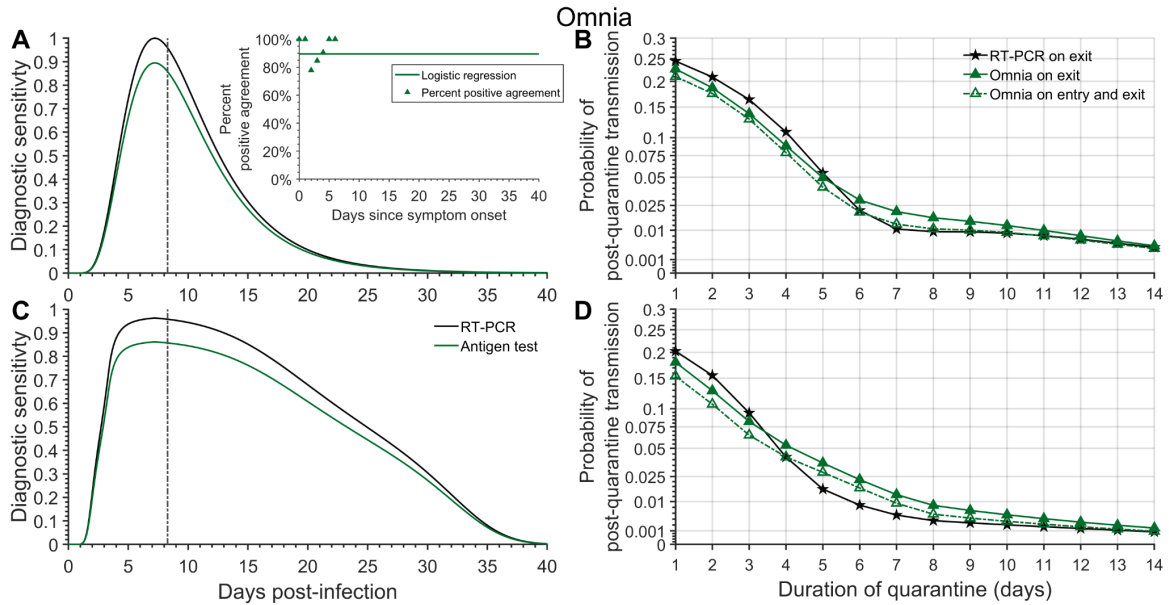 Omnia
A
Diagnostic sensitivty
1
0.9
0.8
0.7
0.6
0.5
0.4
0.3
0.2
0.1
0
0 5 10 15 20 25 30 35 40
Percent
positive agreement
100%
80%
60%
40%
20%
0%
0 5 10 15 20 25 30 35 40
Days since symptom onset
Logistic regression
Percent positive agreement
B
Probability of
post-quarantine transmission
0.3
0.25
0.2
0.15
0.1
0.075
0.05
0.025
0.01
0.001
0
1 2 3 4 5 6 7 8 9 10 11 12 13 14
RT-PCR on exit
Omnia on exit
Omnia on entry and exit
C
Diagnostic sensitivty
1
0.9
0.8
0.7
0.6
0.5
0.4
0.3
0.2
0.1
0
0 5 10 15 20 25 30 35 40
Days post-infection
RT-PCR
Antigen test
D
Probability of
post-quarantine transmission
0.3
0.25
0.2
0.15
0.1
0.075
0.05
0.025
0.01
0.001
0
1 2 3 4 5 6 7 8 9 10 11 12 13 14
Duration of quarantine (days)